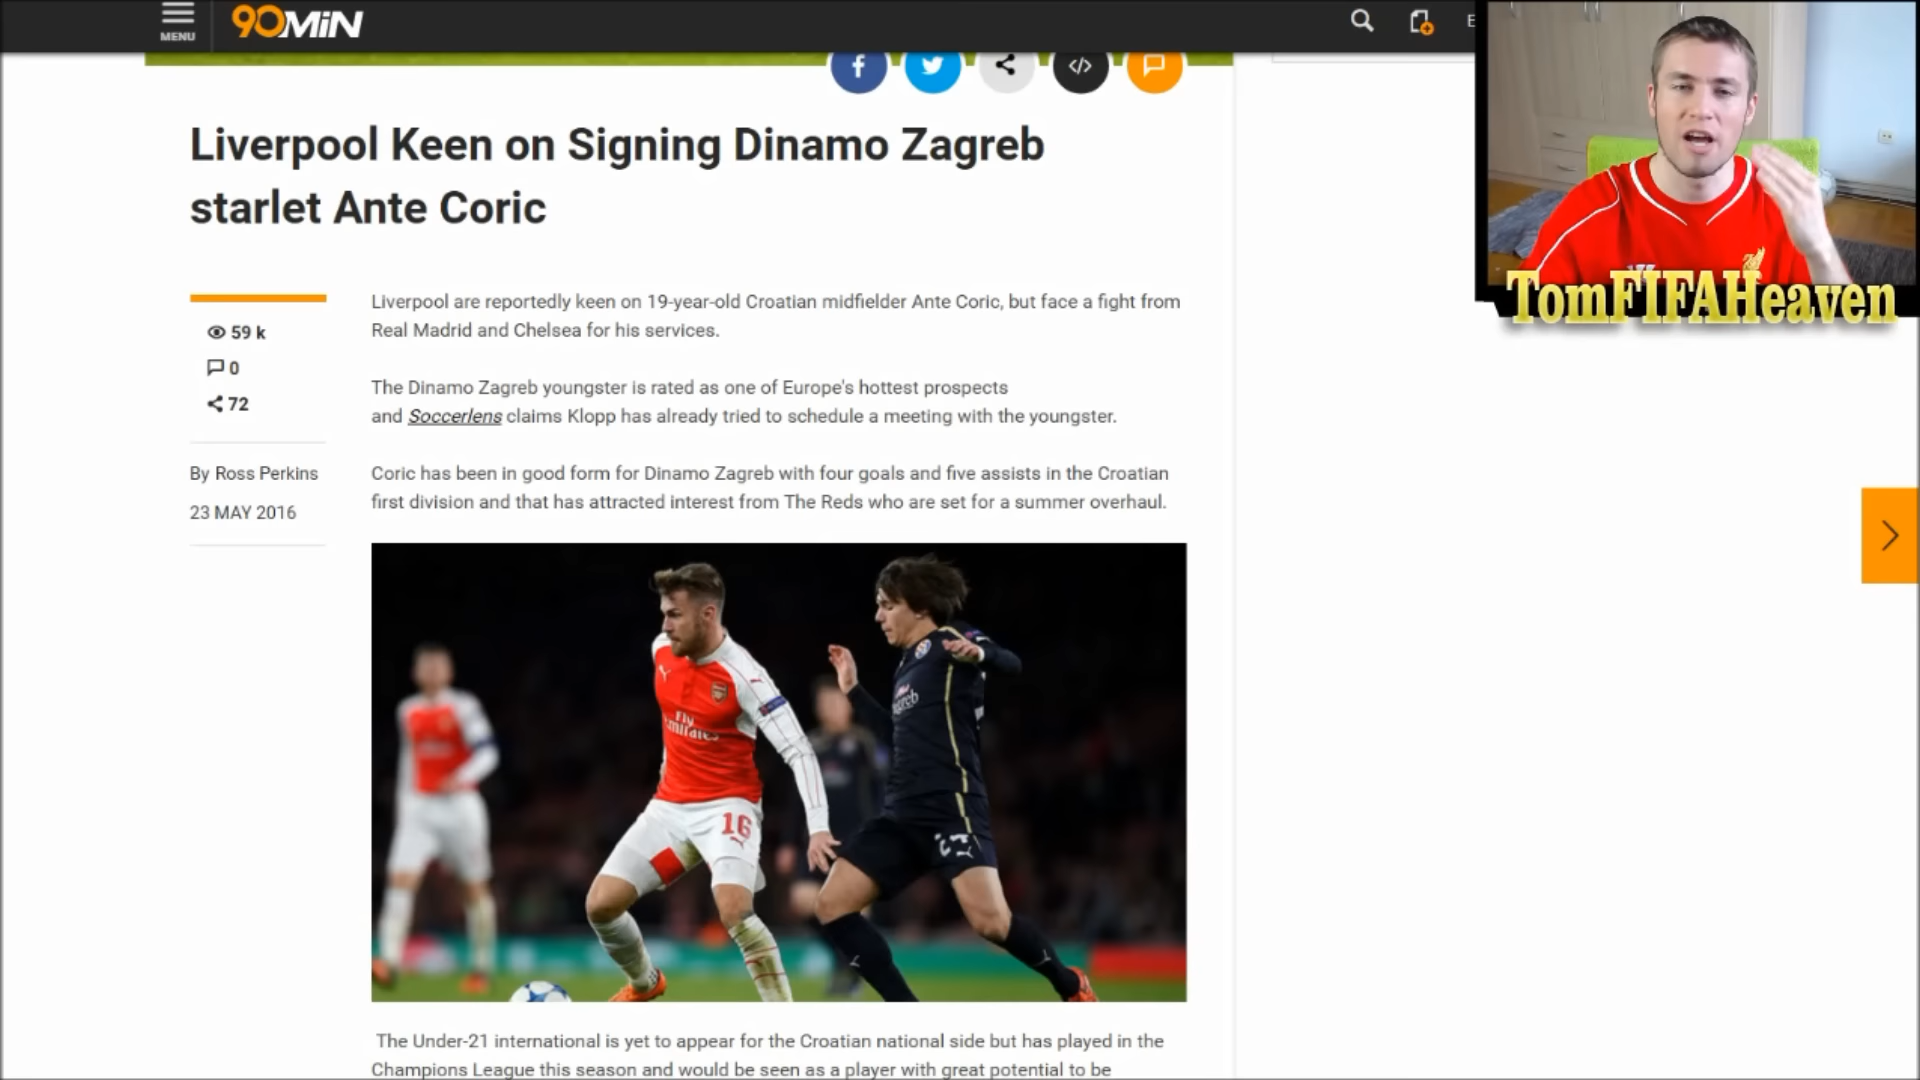 MENU
90MiN
E
Liverpool Keen on Signing Dinamo Zagreb
starlet Ante Coric
59 k
0
72
By Ross Perkins
23 MAY 2016
Liverpool are reportedly keen on 19-year-old Croatian midfielder Ante Coric, but face a fight from
Real Madrid and Chelsea for his services.
The Dinamo Zagreb youngster is rated as one of Europe's hottest prospects
and Soccerlens claims Klopp has already tried to schedule a meeting with the youngster.
Coric has been in good form for Dinamo Zagreb with four goals and five assists in the Croatian
first division and that has attracted interest from The Reds who are set for a summer overhaul.
Fly
Emirates
16
The Under-21 international is yet to appear for the Croatian national side but has played in the
Champions League this season and would be seen as a player with great potential to be
TomFIFAHeaven